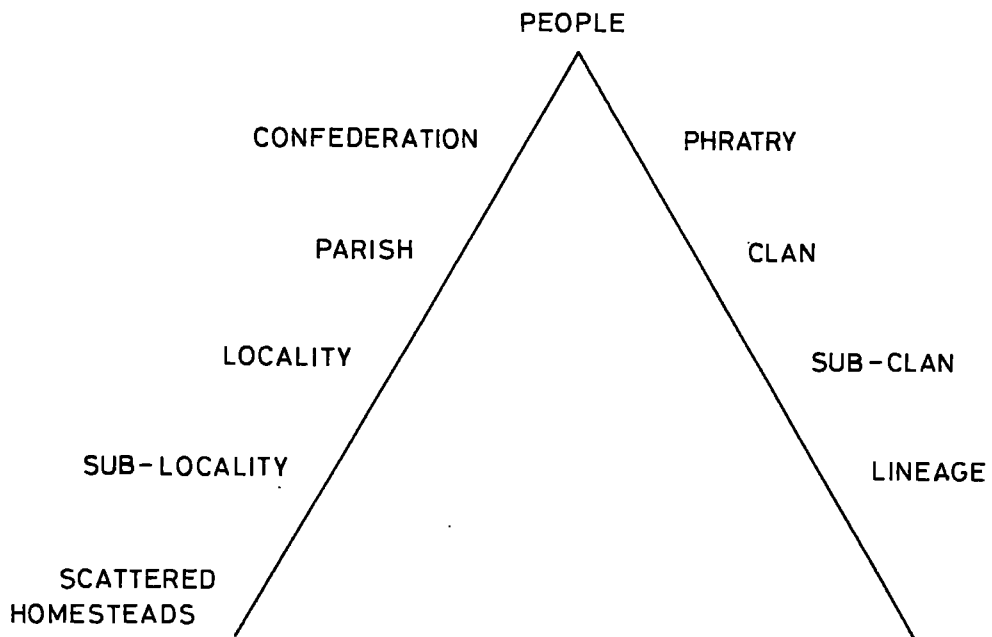 PEOPLE
CONFEDERATION
PHRATRY
PARISH
CLAN
LOCALITY
SUB-CLAN
SUB-LOCALITY
LINEAGE
SCATTERED
HOMESTEADS